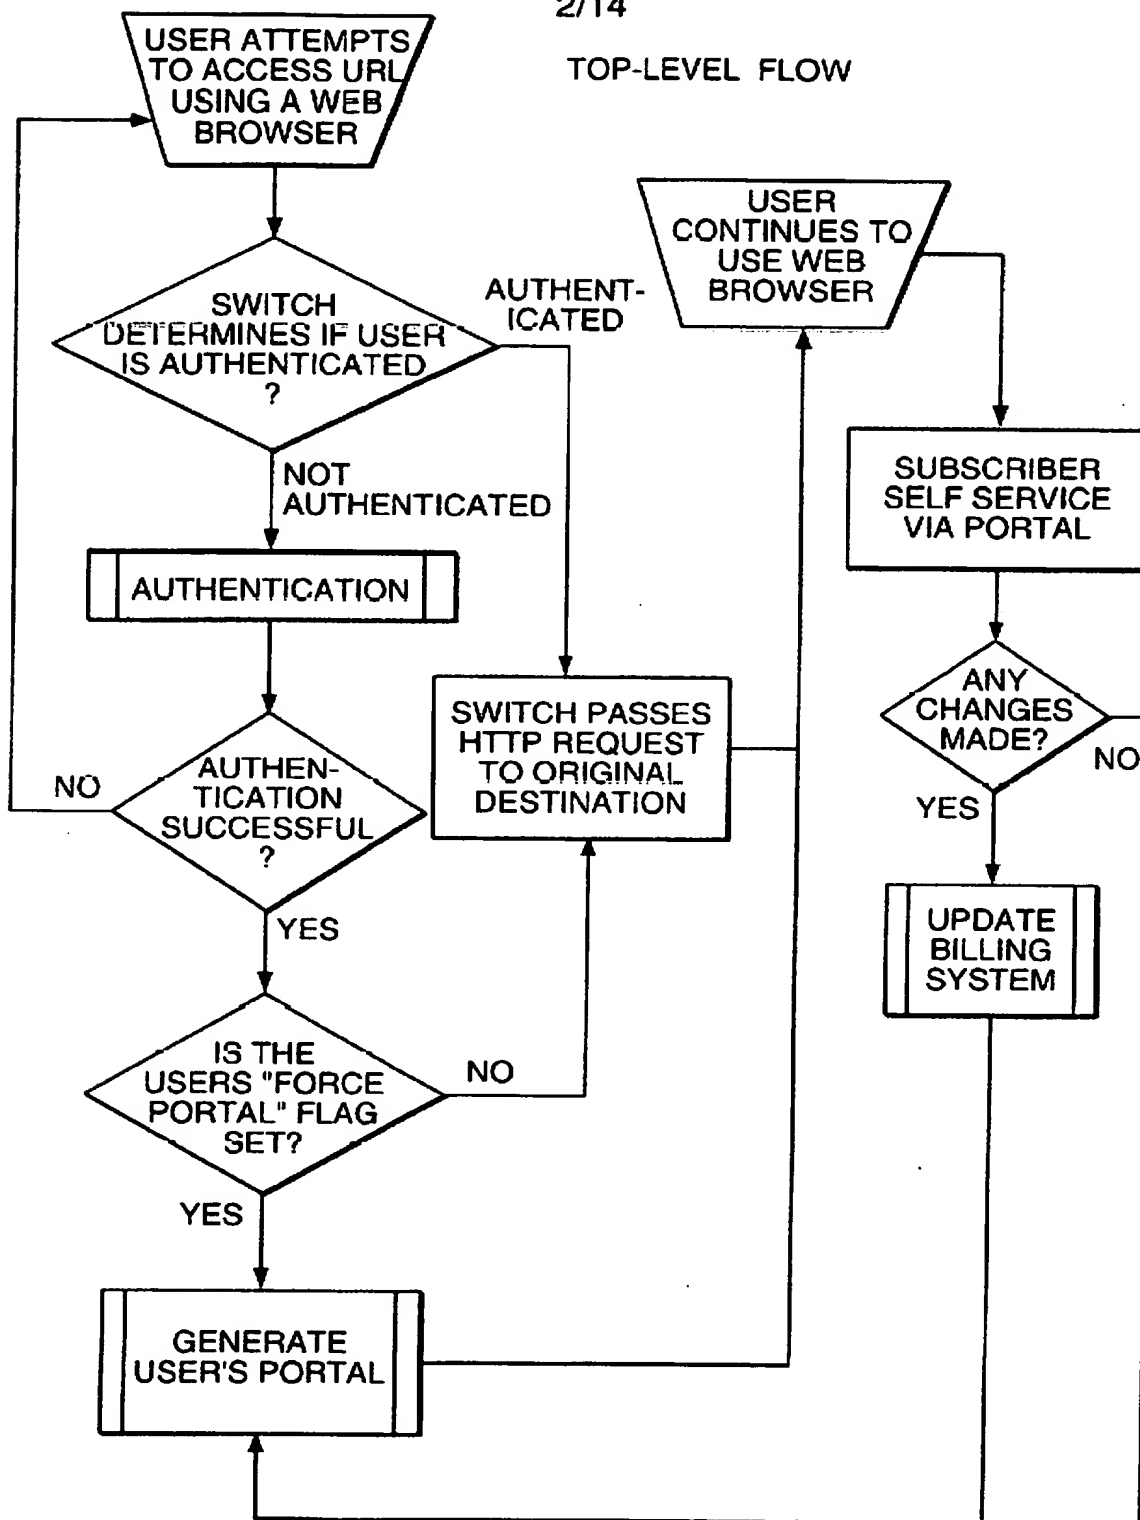 2/14
TOP-LEVEL FLOW
USER ATTEMPTS
TO ACCESS URL
USING A WEB
BROWSER
SWITCH
DETERMINES IF USER
IS AUTHENTICATED
?
AUTHENT-
ICATED
NOT
AUTHENTICATED
AUTHENTICATION
AUTHEN-
TICATION
SUCCESSFUL
?
NO
YES
IS THE
USERS "FORCE
PORTAL" FLAG
SET?
NO
YES
GENERATE
USER'S PORTAL
SWITCH PASSES
HTTP REQUEST
TO ORIGINAL
DESTINATION
USER
CONTINUES TO
USE WEB
BROWSER
SUBSCRIBER
SELF SERVICE
VIA PORTAL
ANY
CHANGES
MADE?
NO
YES
UPDATE
BILLING
SYSTEM